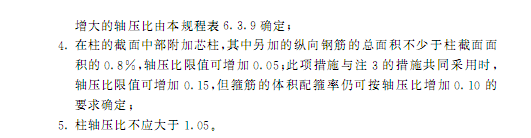 增大的轴压比由本规程表 6.3.9 确定;
4. 在柱的截面中部附加芯柱,其中另加的纵向钢筋的总面积不少于柱截面面
积的 0.8%,轴压比限值可增加 0.05;此项措施与注 3 的措施共同采用时,
轴压比限值可增加 0.15,但箍筋的体积配箍率仍可按轴压比增加 0.10 的
要求确定;
5. 柱轴压比不应大于 1.05。